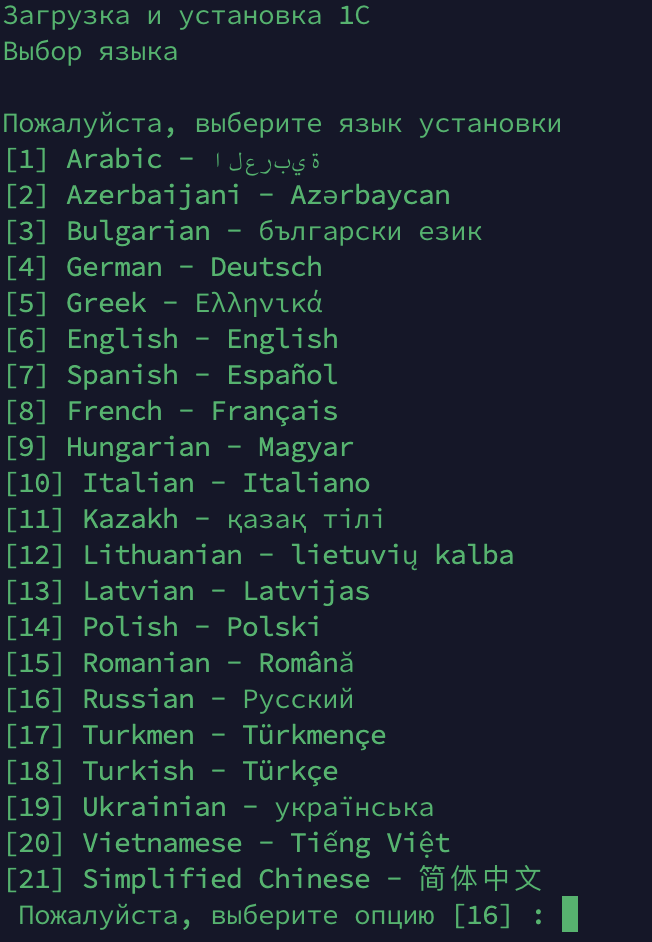 Загрузка и установка 1С
Выбор языка
Пожалуйста, выберите язык установки
[1] Arabic - العربية
[2] Azerbaijani - Azərbaycan
[3] Bulgarian - български език
[4] German - Deutsch
[5] Greek - Ελληνικά
[6] English - English
[7] Spanish - Español
[8] French - Français
[9] Hungarian - Magyar
[10] Italian - Italiano
[11] Kazakh - қазақ тілі
[12] Lithuanian - lietuvių kalba
[13] Latvian - Latvijas
[14] Polish - Polski
[15] Romanian - Română
[16] Russian - Русский
[17] Turkmen - Türkmençe
[18] Turkish - Türkçe
[19] Ukrainian - українська
[20] Vietnamese - Tiếng Việt
[21] Simplified Chinese - 简体中文
Пожалуйста, выберите опцию [16] :